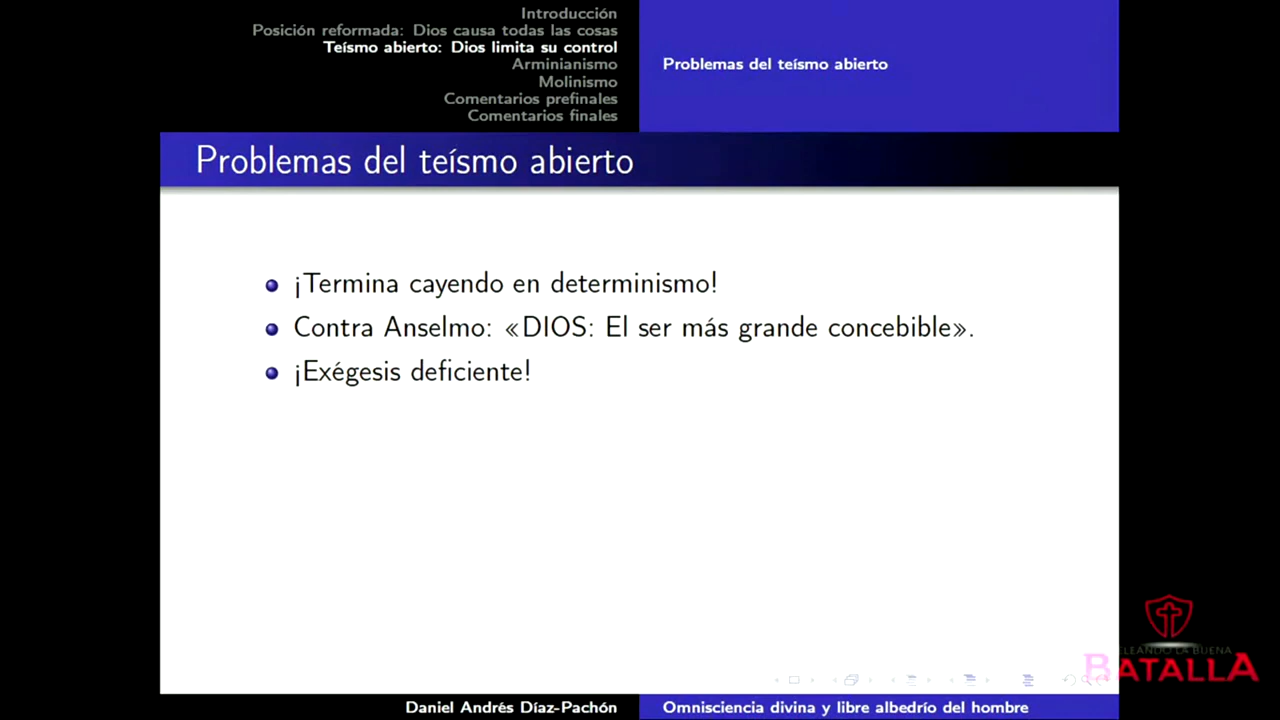 Introducción
Posición reformada: Dios causa todas las cosas
Teísmo abierto: Dios limita su control
Arminianismo
Molinismo
Comentarios prefinales
Comentarios finales
Problemas del teísmo abierto
Problemas del teísmo abierto
¡Termina cayendo en determinismo!
Contra Anselmo: «DIOS: El ser más grande concebible».
¡Exégesis deficiente!
LA BUENA
BATALLA
Daniel Andrés Díaz-Pachón
Omnisciencia divina y libre albedrío del hombre